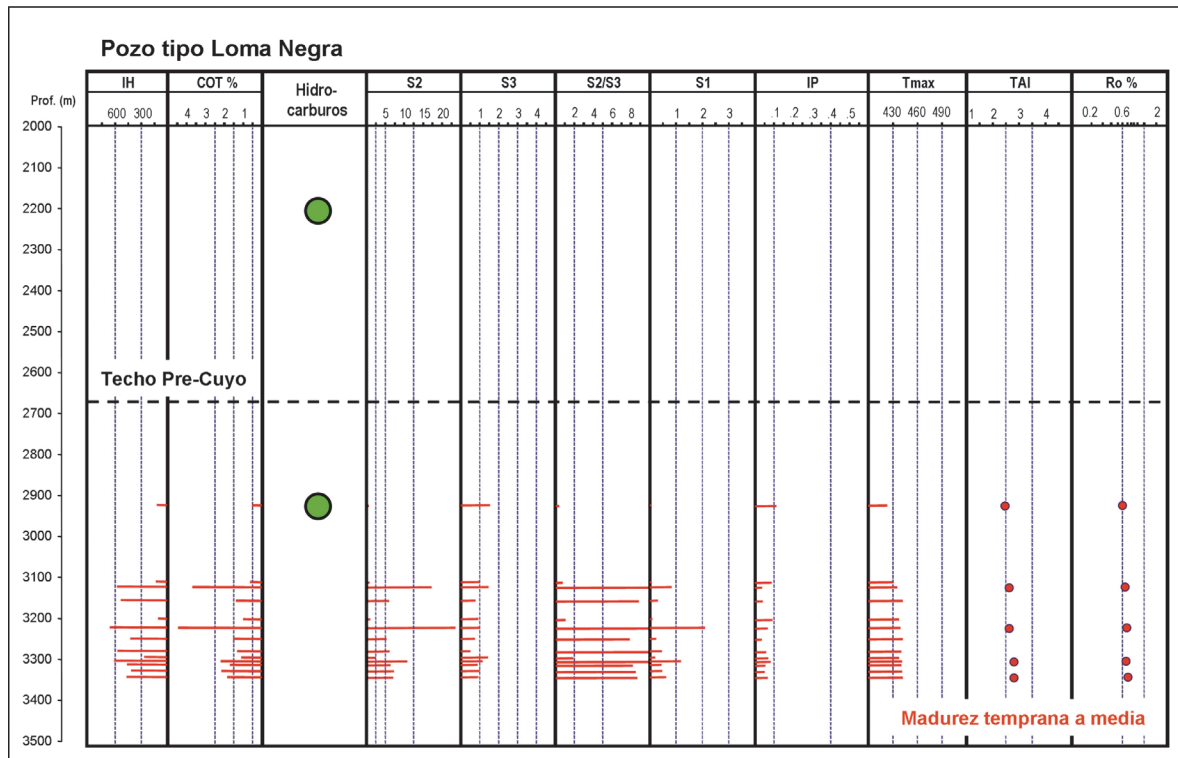 Pozo tipo Loma Negra
IH COT % Hidro-carburos S2 S3 S2/S3 S1 IP Tmax TAI Ro %
Prof. (m)
600 300 4 3 2 1 5 10 15 20 1 2 3 4 2 4 6 8 1 2 3 .1 .2 .3 .4 .5 430 460 490 1 2 3 4 0.2 0.6 2
2000
2100
2200
2300
2400
2500
2600
Techo Pre-Cuyo
2700
2800
2900
3000
3100
3200
3300
3400
Madurez temprana a media
3500